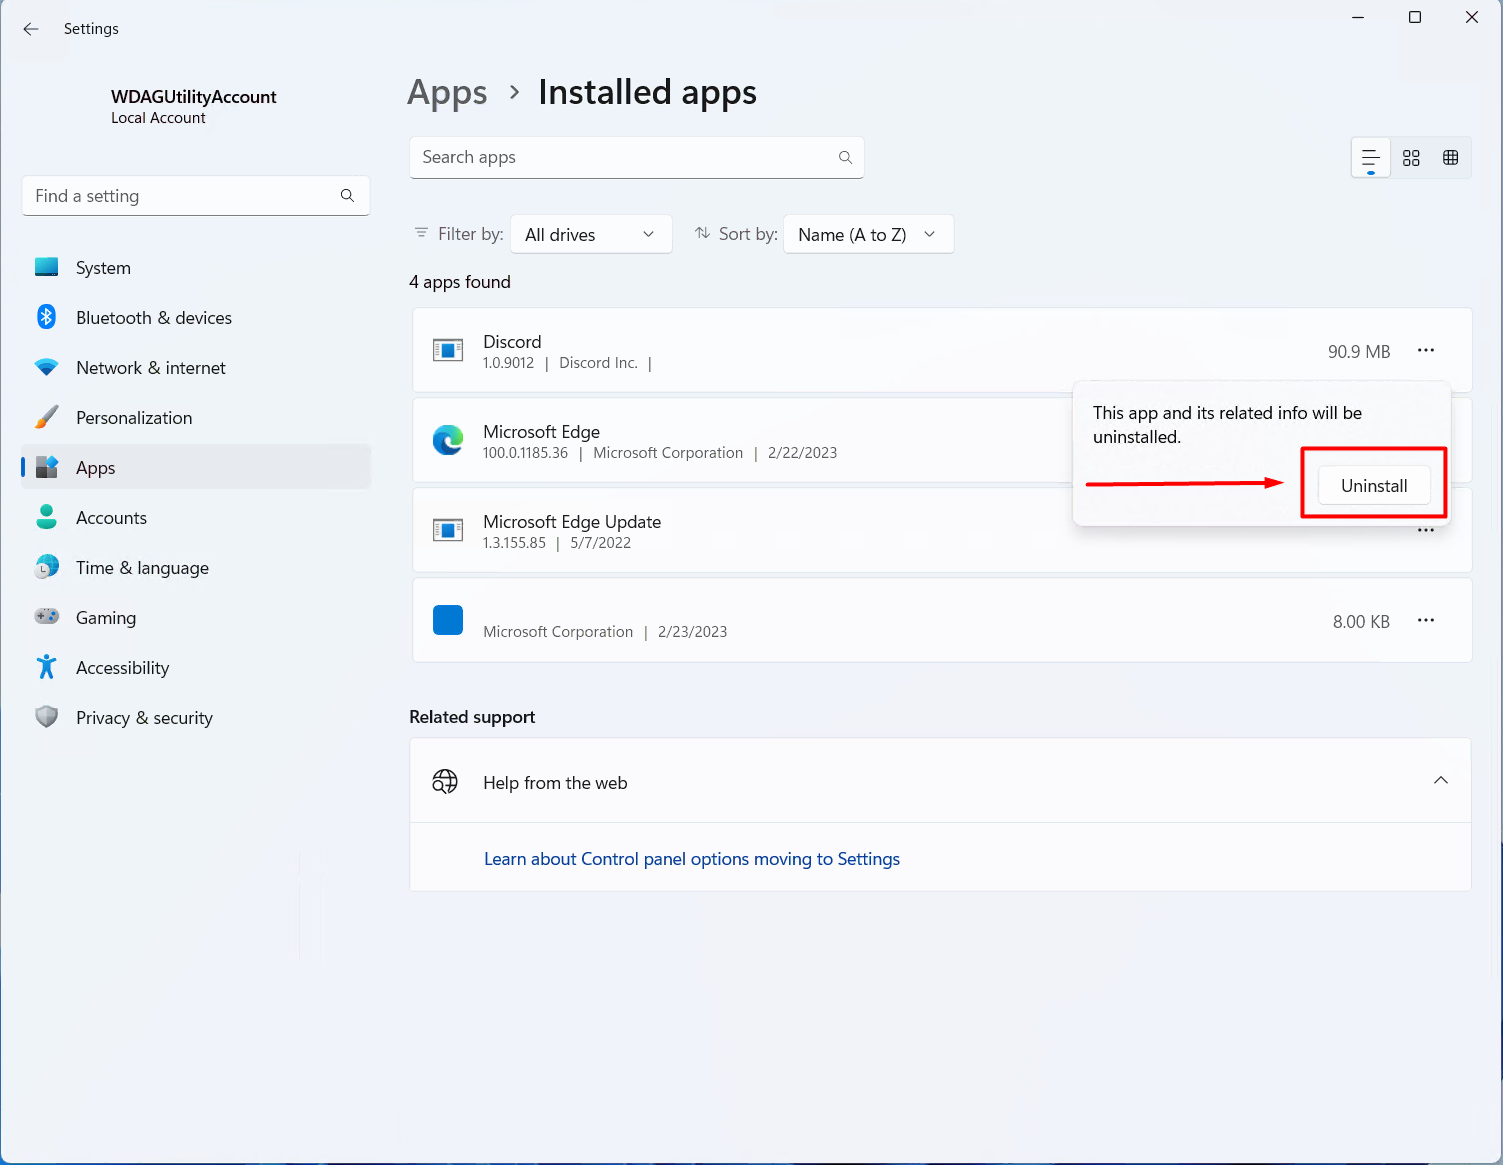 Settings
WDAGUtilityAccount
Local Account
Find a setting
System
Bluetooth & devices
Network & internet
Personalization
Apps
Accounts
Time & language
Gaming
Accessibility
Privacy & security
Apps > Installed apps
Search apps
Filter by: All drives Sort by: Name (A to Z)
4 apps found
Discord
1.0.9012 | Discord Inc. |
90.9 MB
Microsoft Edge
100.0.1185.36 | Microsoft Corporation | 2/22/2023
This app and its related info will be
uninstalled.
Uninstall
Microsoft Edge Update
1.3.155.85 | 5/7/2022
Microsoft Corporation | 2/23/2023
8.00 KB
Related support
Help from the web
Learn about Control panel options moving to Settings